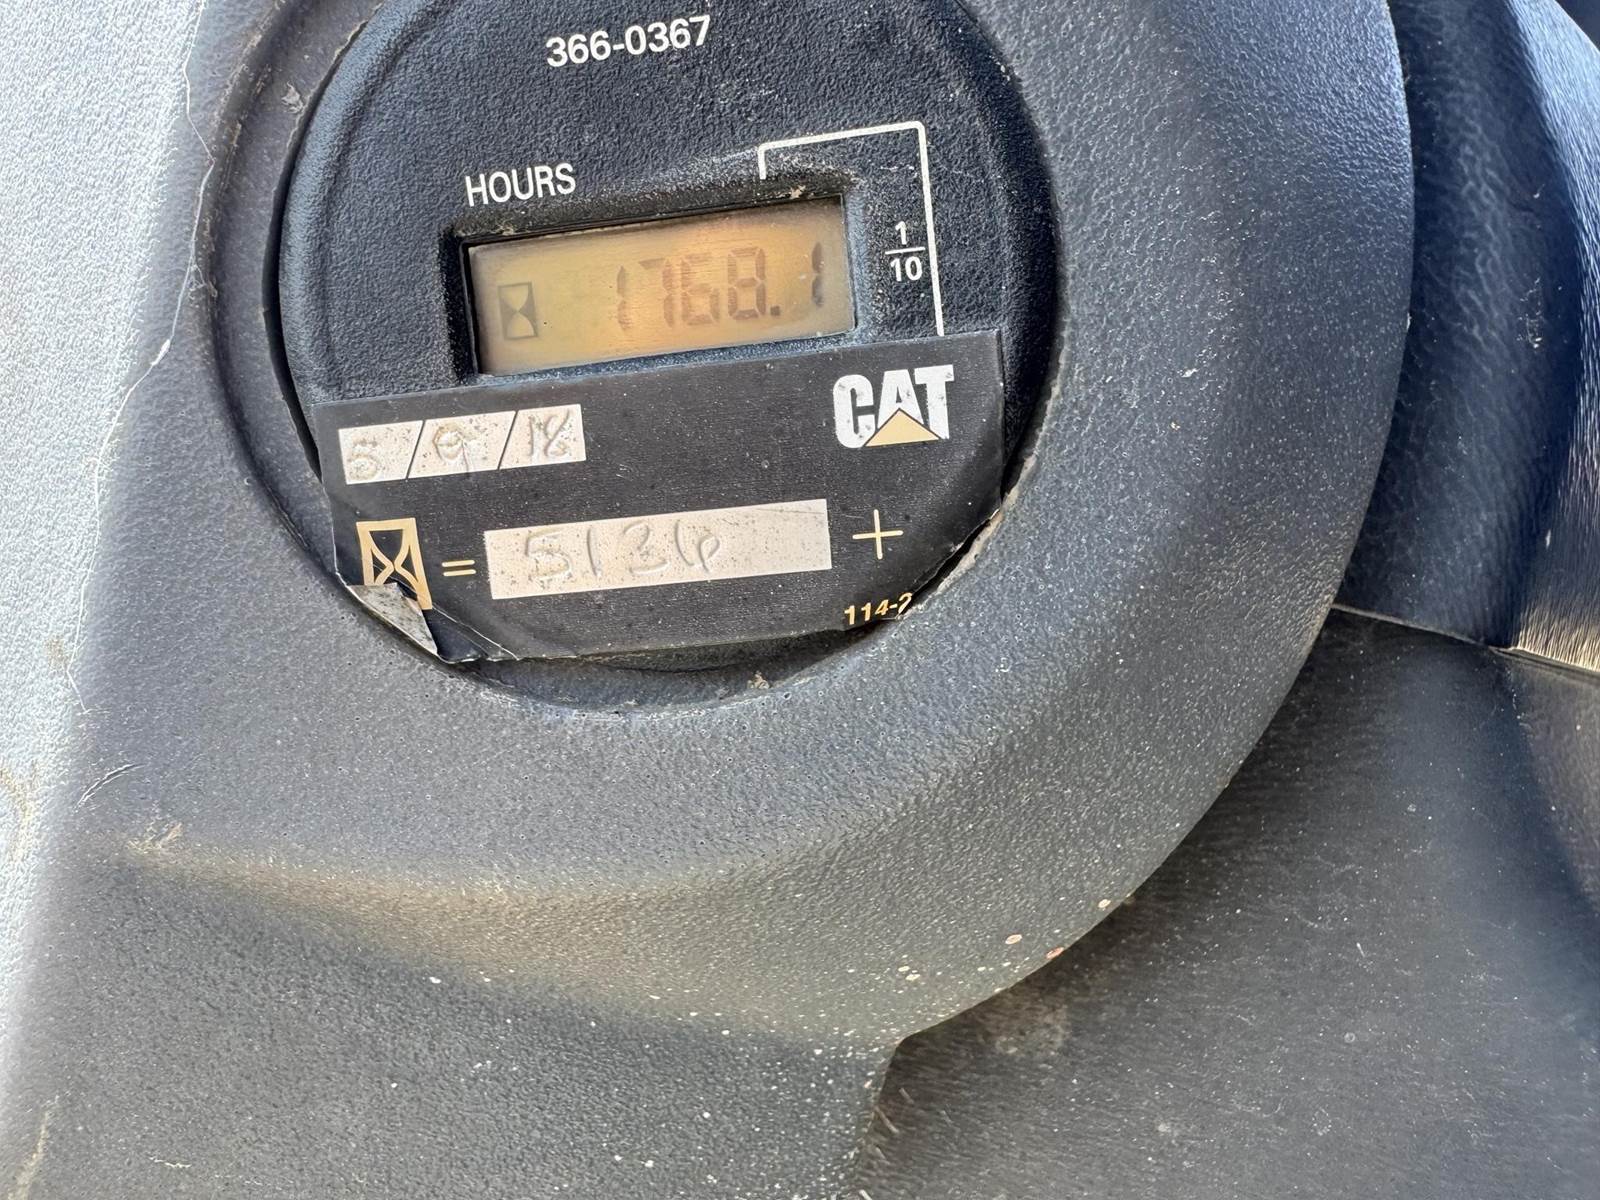 366-0367
HOURS
1768.1
1/10
CAT
5/9/18
= 5136 +
114-2